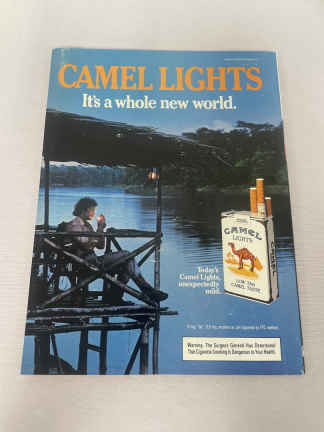 CAMEL LIGHTS
It's a whole new world.
Today's
Camel Lights,
unexpectedly
mild.
CAMEL
LIGHTS
LOW TAR
CAMEL TASTE
Warning: The Surgeon General Has Determined
That Cigarette Smoking Is Dangerous to Your Health.